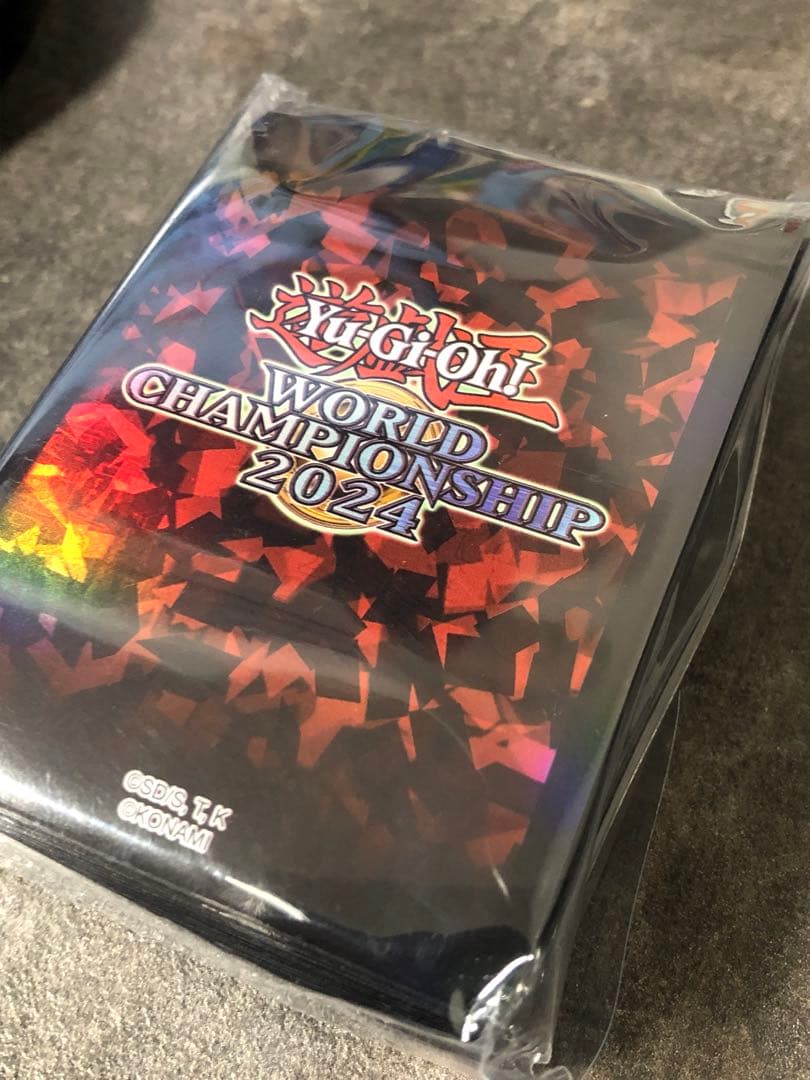 遊戯王
Yu-Gi-Oh!
WORLD
CHAMPIONSHIP
2024
©SD/S, T, K
©KONAMI